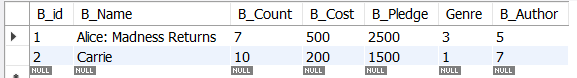 B_id B_Name B_Count B_Cost B_Pledge Genre B_Author
1 Alice: Madness Returns 7 500 2500 3 5
2 Carrie 10 200 1500 1 7
NULL NULL NULL NULL NULL NULL NULL